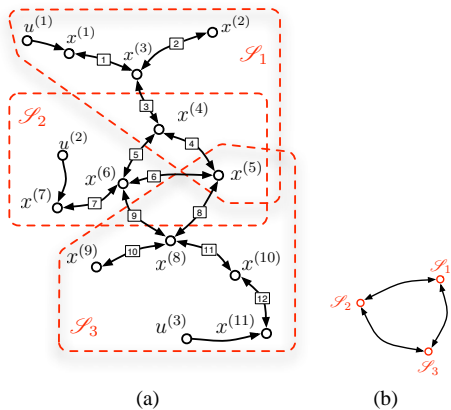 u^{(1)} x^{(1)} x^{(3)} x^{(2)}
1 2
𝒮_1
3
x^{(4)}
𝒮_2
u^{(2)}
5 4
x^{(6)} 6 x^{(5)}
x^{(7)} 7
9 8
x^{(9)} 10 x^{(8)} 11 x^{(10)}
12
𝒮_3
u^{(3)} x^{(11)}
𝒮_1
𝒮_2
𝒮_3
(a) (b)